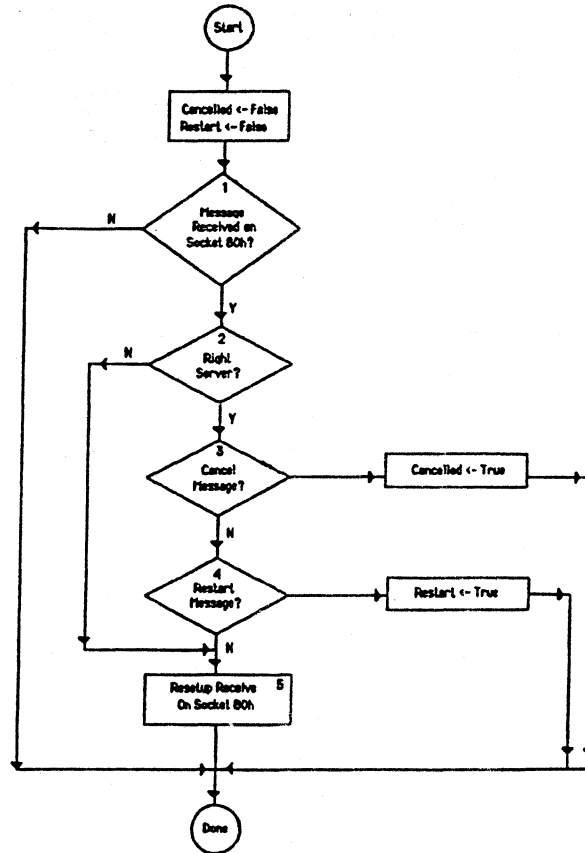 Start
Cancelled <- False
Restart <- False
1
Message
Received on
Socket 80h?
N
Y
2
Right
Server?
N
Y
3
Cancel
Message?
Cancelled <- True
N
4
Restart
Message?
Restart <- True
N
Resetup Receive 5
On Socket 80h
Done